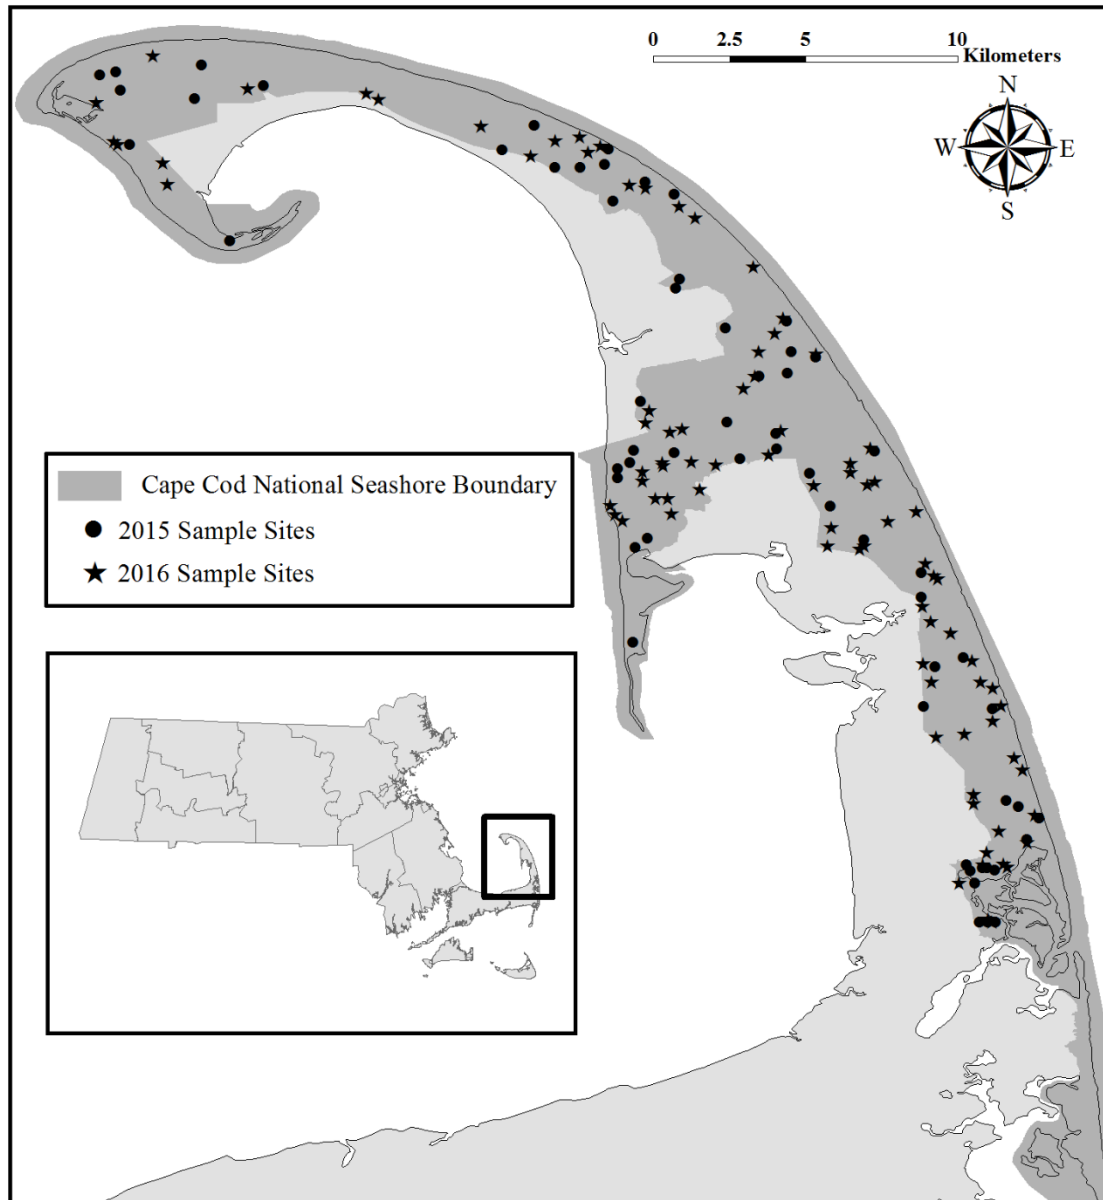 0 2.5 5 10
Kilometers
N
W E
S
Cape Cod National Seashore Boundary
2015 Sample Sites
2016 Sample Sites